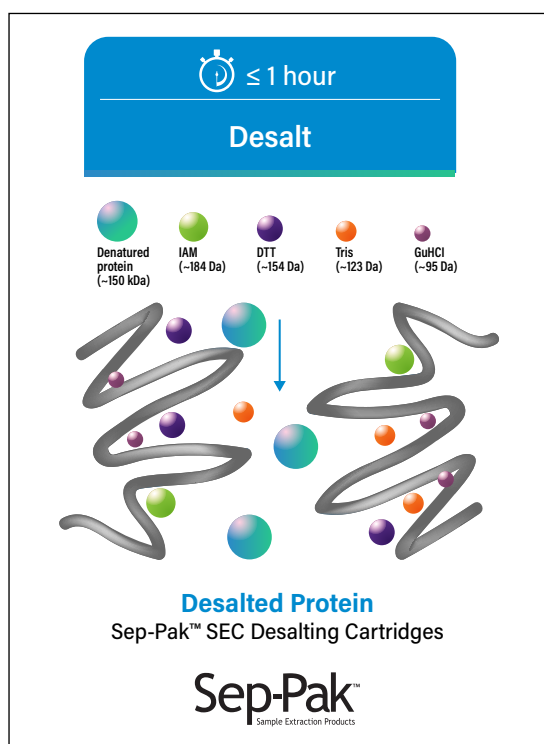 ≤ 1 hour
Desalt
Denatured
protein
(~150 kDa)
IAM
(~184 Da)
DTT
(~154 Da)
Tris
(~123 Da)
GuHCl
(~95 Da)
Desalted Protein
Sep-Pak™ SEC Desalting Cartridges
Sep-Pak™
Sample Extraction Products